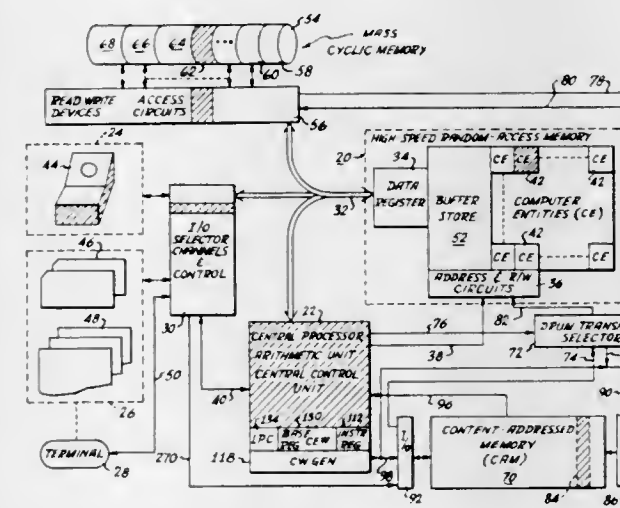 54
68 66 64 ...
MASS
CYCLIC MEMORY
62 60 58
READ WRITE ACCESS
DEVICES CIRCUITS
56
80 78
24
44
20
HIGH SPEED RANDOM-ACCESS MEMORY
34
DATA
REGISTER
32
BUFFER
STORE
52
CE CE CE
42 42
COMPUTER
ENTITIES (CE)
42
CE CE CE
ADDRESS & R/W
CIRCUITS
36
I/O
SELECTOR
CHANNELS
&
CONTROL
30
46
48
50
26
TERMINAL
28
270
40
22
CENTRAL PROCESSOR
ARITHMETIC UNIT
CENTRAL CONTROL
UNIT
134 130 112
LPC BASE REG CEW INSTR REG
118
CW GEN
76
38
82
DRUM TRANS
SELECTOR
72
74
96
98
92
CONTENT-ADDRESSED
MEMORY
(CAM)
70
84
90
86